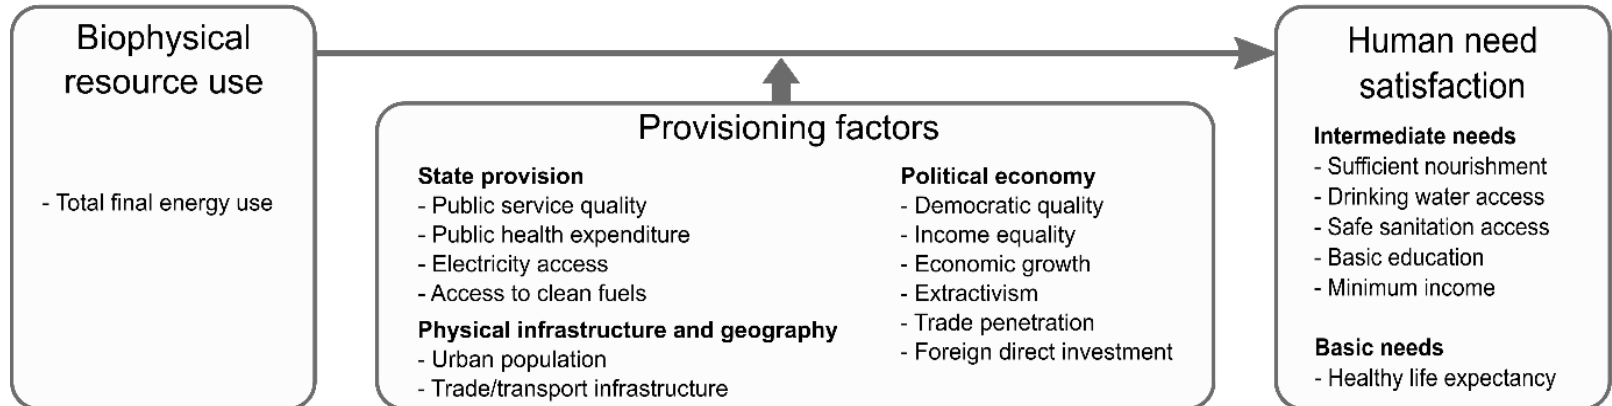 Biophysical
resource use
- Total final energy use
Provisioning factors
State provision
- Public service quality
- Public health expenditure
- Electricity access
- Access to clean fuels
Physical infrastructure and geography
- Urban population
- Trade/transport infrastructure
Political economy
- Democratic quality
- Income equality
- Economic growth
- Extractivism
- Trade penetration
- Foreign direct investment
Human need
satisfaction
Intermediate needs
- Sufficient nourishment
- Drinking water access
- Safe sanitation access
- Basic education
- Minimum income
Basic needs
- Healthy life expectancy